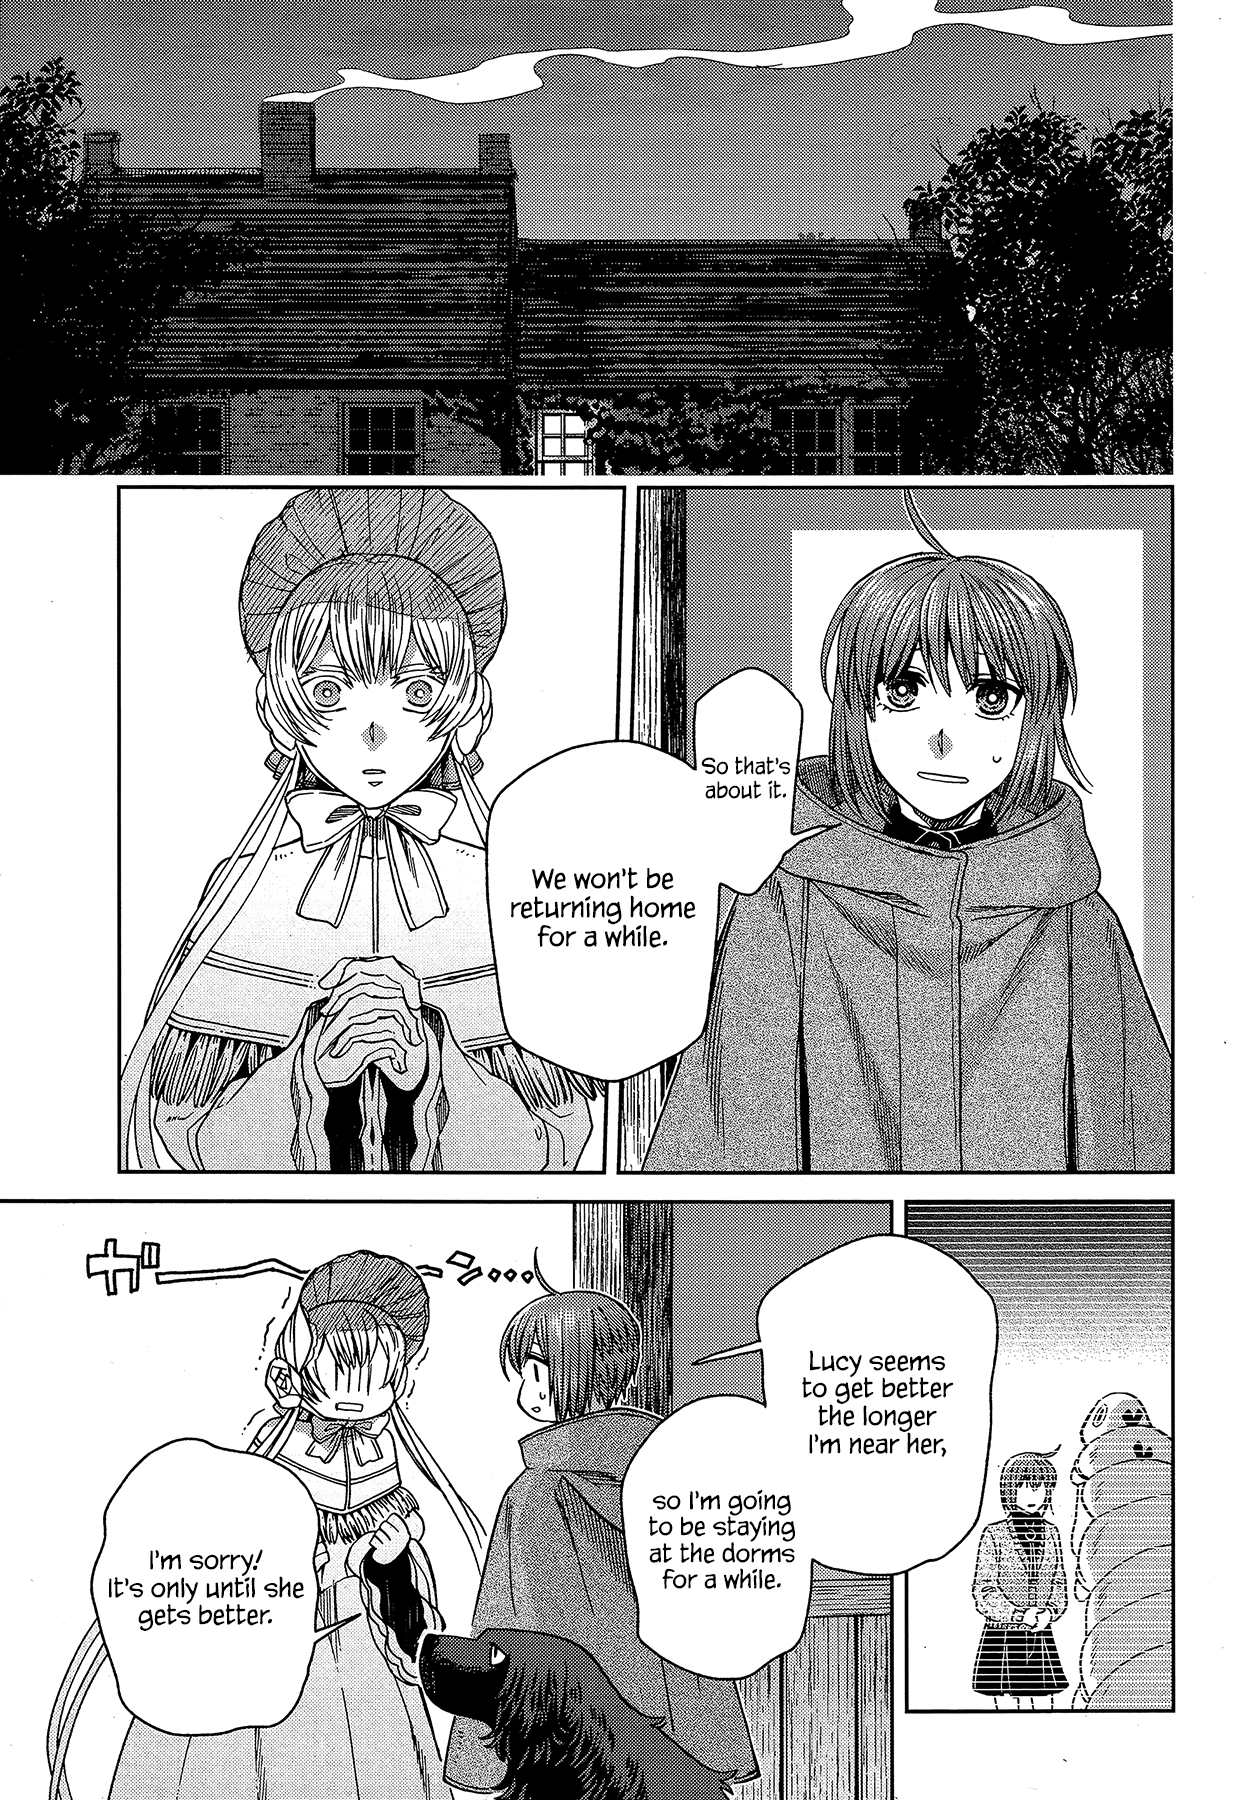 So that's
about it.
We won't be
returning home
for a while.
Lucy seems
to get better
the longer
I'm near her,
so I'm going
to be staying
at the dorms
for a while.
ガーン....
I'm sorry!
It's only until she
gets better.